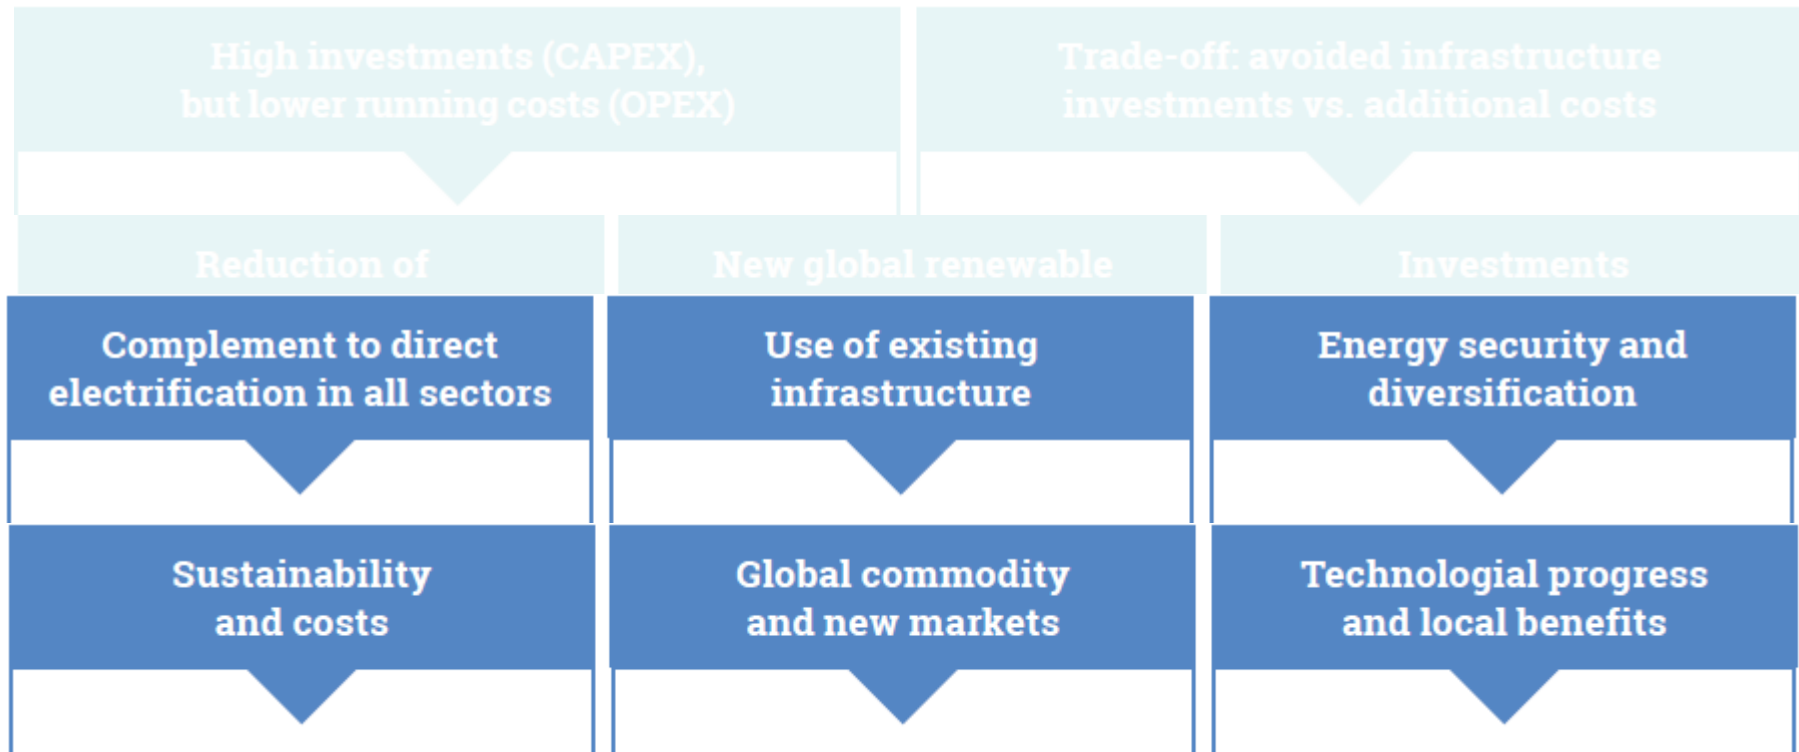 High investments (CAPEX),
but lower running costs (OPEX)
Trade-off: avoided infrastructure
investments vs. additional costs
Reduction of
New global renewable
Investments
Complement to direct
electrification in all sectors
Use of existing
infrastructure
Energy security and
diversification
Sustainability
and costs
Global commodity
and new markets
Technologial progress
and local benefits